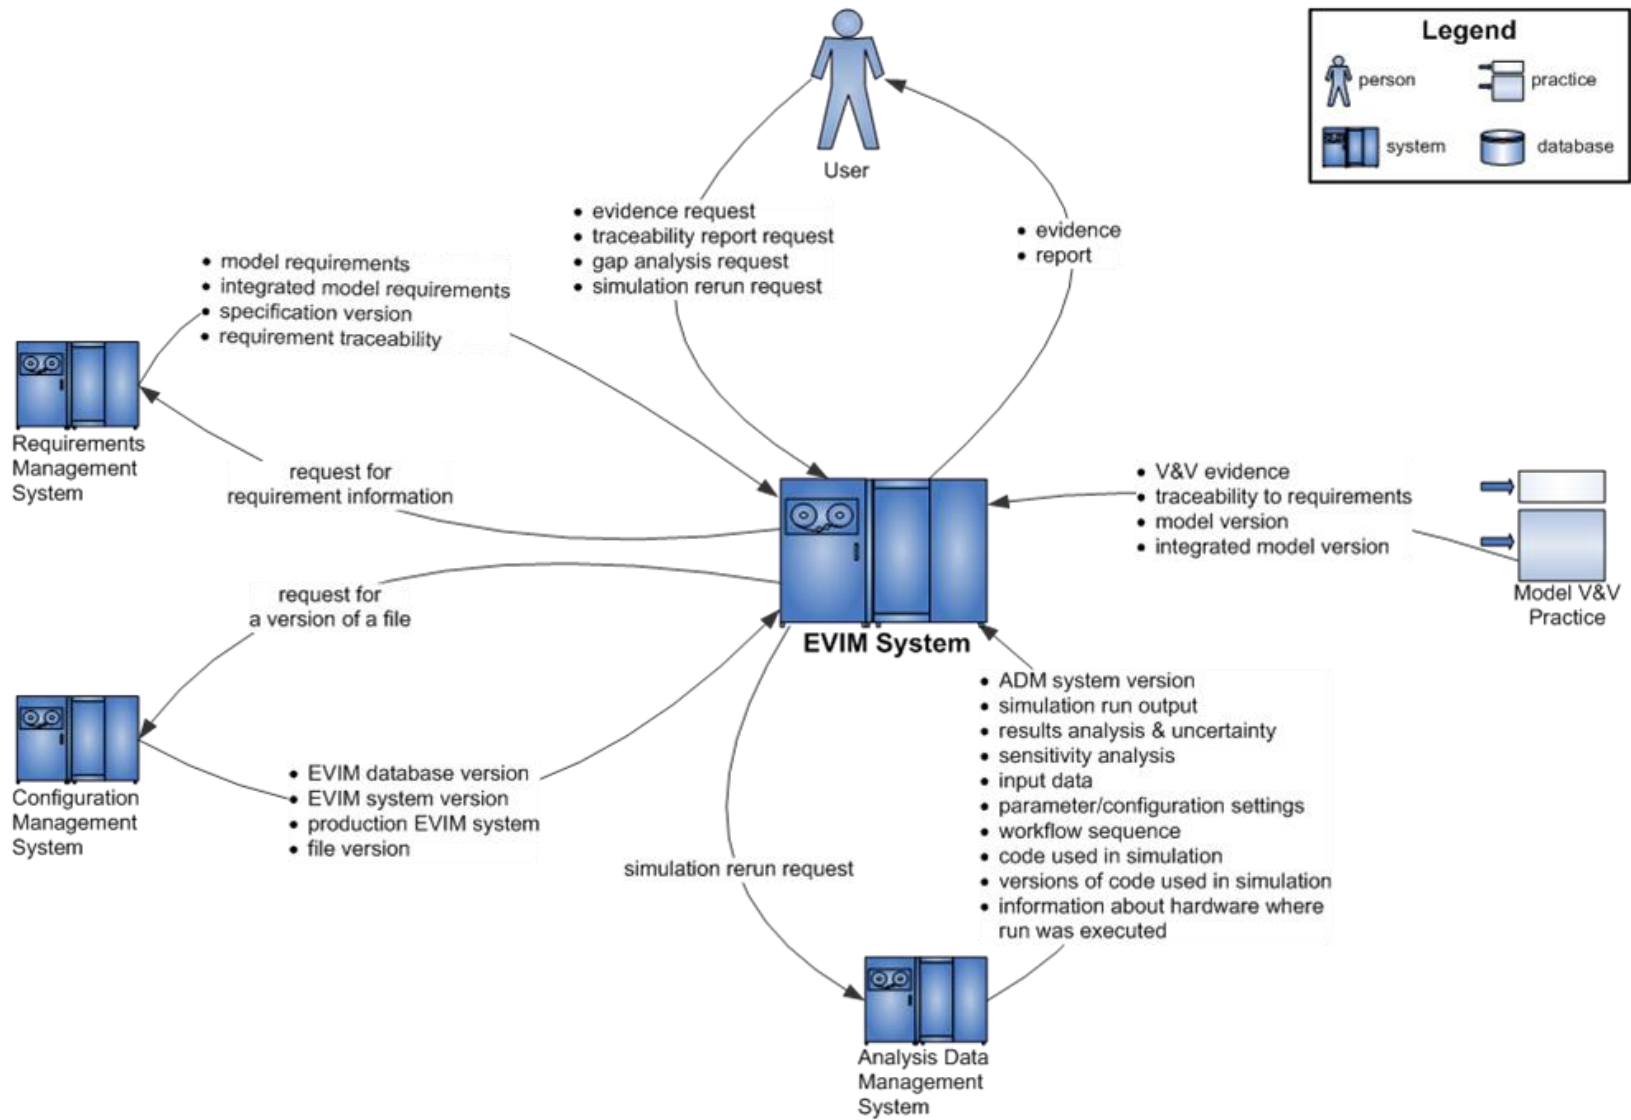 Legend
person
practice
system
database
User
• evidence request
• traceability report request
• gap analysis request
• simulation rerun request
• evidence
• report
• model requirements
• integrated model requirements
• specification version
• requirement traceability
Requirements
Management
System
request for
requirement information
• V&V evidence
• traceability to requirements
• model version
• integrated model version
Model V&V
Practice
request for
a version of a file
EVIM System
Configuration
Management
System
• EVIM database version
• EVIM system version
• production EVIM system
• file version
simulation rerun request
• ADM system version
• simulation run output
• results analysis & uncertainty
• sensitivity analysis
• input data
• parameter/configuration settings
• workflow sequence
• code used in simulation
• versions of code used in simulation
• information about hardware where
run was executed
Analysis Data
Management
System